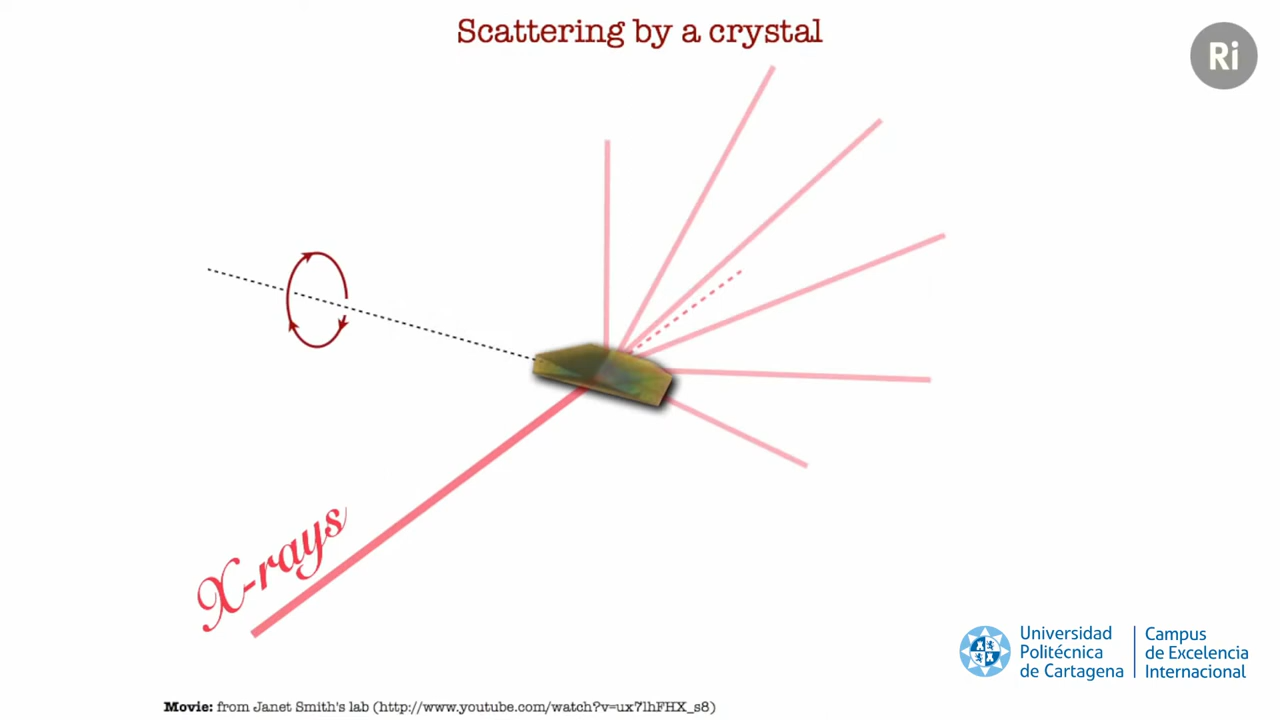 Scattering by a crystal
Ri
X-rays
Universidad
Politécnica
de Cartagena
Campus
de Excelencia
Internacional
Movie: from Janet Smith's lab (http://www.youtube.com/watch?v=ux7lhFHX_s8)